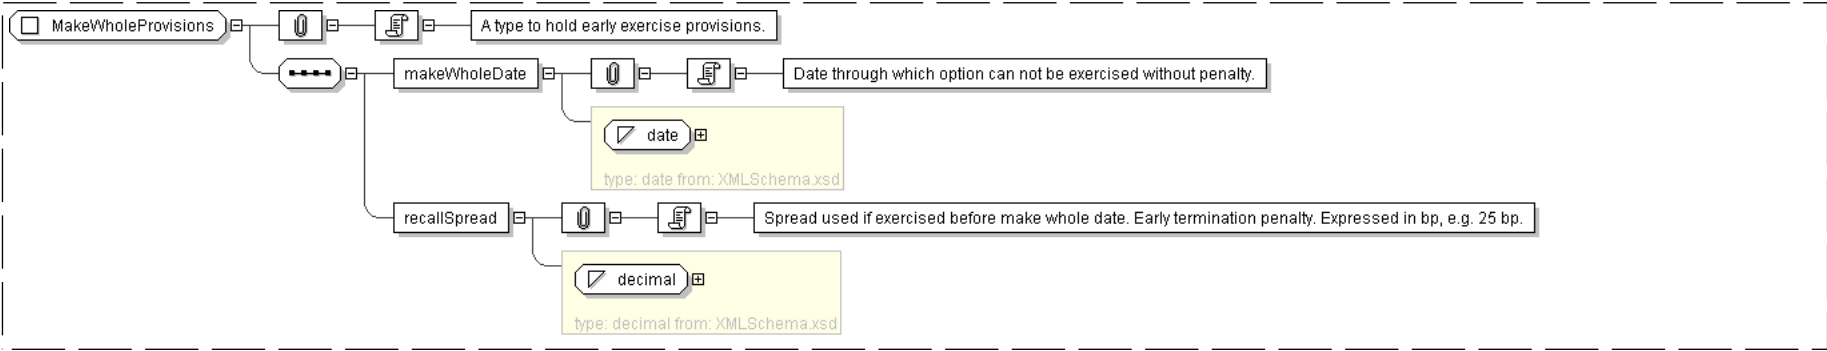 MakeWholeProvisions
A type to hold early exercise provisions.
makeWholeDate
Date through which option can not be exercised without penalty.
date
type: date from: XMLSchema.xsd
recallSpread
Spread used if exercised before make whole date. Early termination penalty. Expressed in bp, e.g. 25 bp.
decimal
type: decimal from: XMLSchema.xsd